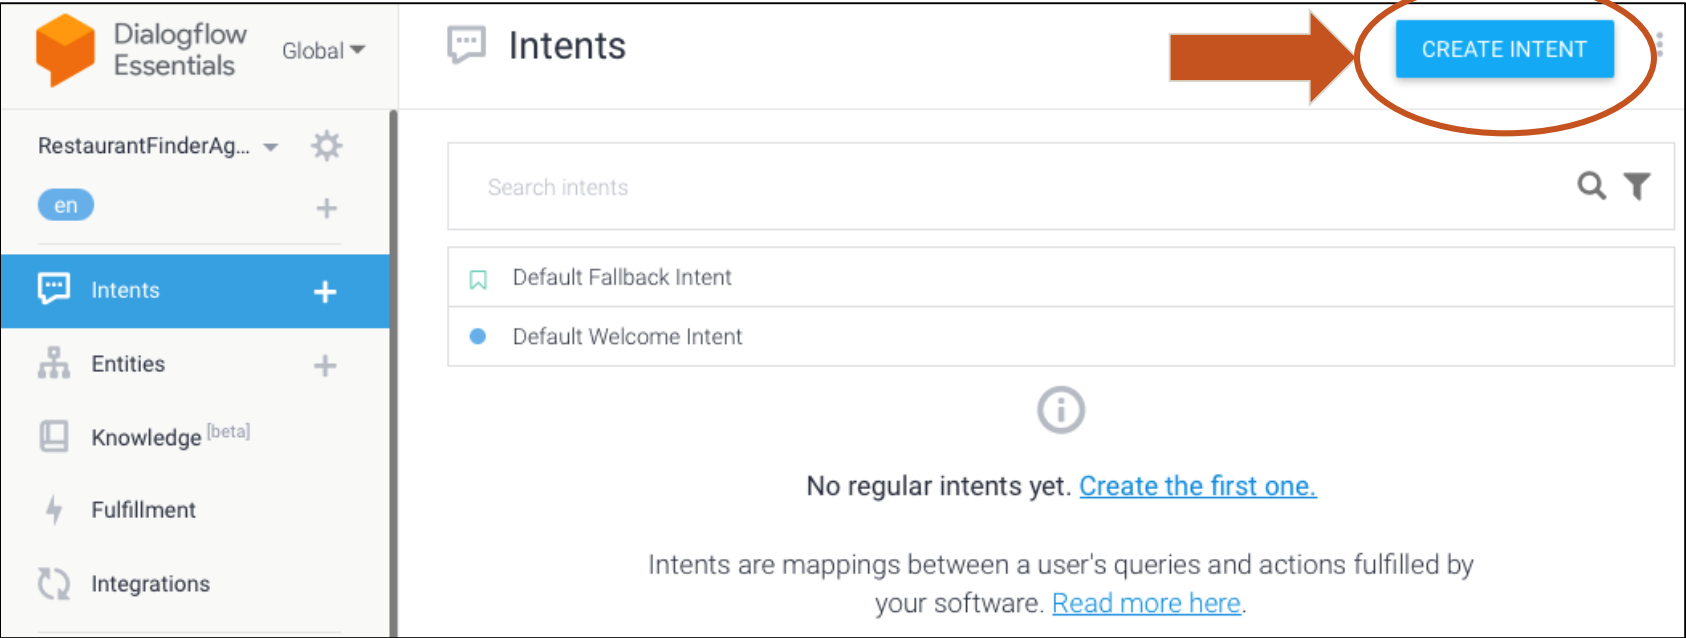 Dialogflow
Essentials
Global
Intents
CREATE INTENT
RestaurantFinderAg...
en
Search intents
Intents
Default Fallback Intent
Default Welcome Intent
Entities
Knowledge [beta]
Fulfillment
Integrations
No regular intents yet. Create the first one.
Intents are mappings between a user's queries and actions fulfilled by
your software. Read more here.